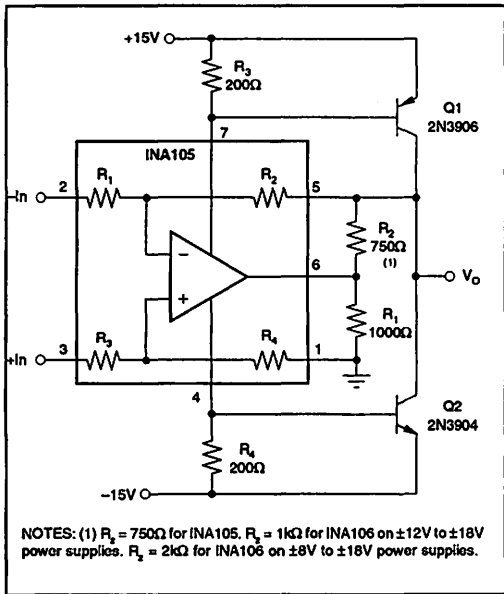 +15V
R3
200Ω
Q1
2N3906
7
INA105
–In
2
R1
R2
5
R2
750Ω
(1)
6
VO
R1
1000Ω
+In
3
R3
R4
1
4
Q2
2N3904
R4
200Ω
–15V
NOTES: (1) R2 = 750Ω for INA105. R2 = 1kΩ for INA106 on ±12V to ±18V
power supplies. R2 = 2kΩ for INA106 on ±8V to ±18V power supplies.